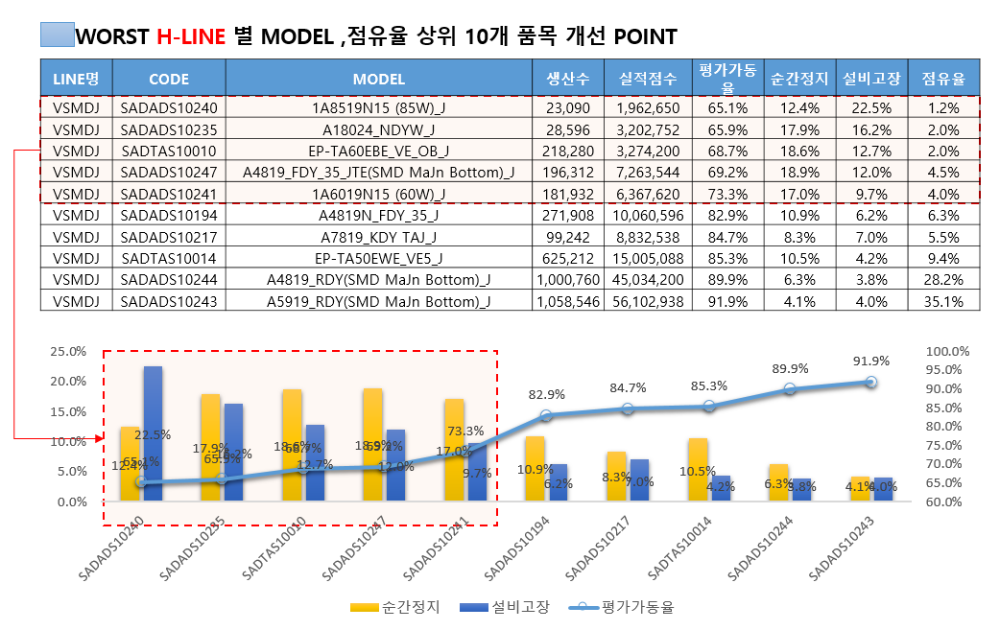 WORST H-LINE 별 MODEL ,점유율 상위 10개 품목 개선 POINT
LINE명 CODE MODEL 생산수 실적점수 평가가동율 순간정지 설비고장 점유율
VSMDJ SADADS10240 1A8519N15 (85W)_J 23,090 1,962,650 65.1% 12.4% 22.5% 1.2%
VSMDJ SADADS10235 A18024_NDYW_J 28,596 3,202,752 65.9% 17.9% 16.2% 2.0%
VSMDJ SADTAS10010 EP-TA60EBE_VE_OB_J 218,280 3,274,200 68.7% 18.6% 12.7% 2.0%
VSMDJ SADADS10247 A4819_FDY_35_JTE(SMD MaJn Bottom)_J 196,312 7,263,544 69.2% 18.9% 12.0% 4.5%
VSMDJ SADADS10241 1A6019N15 (60W)_J 181,932 6,367,620 73.3% 17.0% 9.7% 4.0%
VSMDJ SADADS10194 A4819N_FDY_35_J 271,908 10,060,596 82.9% 10.9% 6.2% 6.3%
VSMDJ SADADS10217 A7819_KDY TAJ_J 99,242 8,832,538 84.7% 8.3% 7.0% 5.5%
VSMDJ SADTAS10014 EP-TA50EWE_VE5_J 625,212 15,005,088 85.3% 10.5% 4.2% 9.4%
VSMDJ SADADS10244 A4819_RDY(SMD MaJn Bottom)_J 1,000,760 45,034,200 89.9% 6.3% 3.8% 28.2%
VSMDJ SADADS10243 A5919_RDY(SMD MaJn Bottom)_J 1,058,546 56,102,938 91.9% 4.1% 4.0% 35.1%
25.0%
20.0%
15.0%
10.0%
5.0%
0.0%
100.0%
95.0%
90.0%
85.0%
80.0%
75.0%
70.0%
65.0%
60.0%
12.4% 17.9% 18.6% 18.9% 17.0% 10.9% 8.3% 10.5% 6.3% 4.1%
22.5% 16.2% 12.7% 12.0% 9.7% 6.2% 7.0% 4.2% 3.8% 4.0%
65.1% 65.9% 68.7% 69.2% 73.3% 82.9% 84.7% 85.3% 89.9% 91.9%
SADADS10240 SADADS10235 SADTAS10010 SADADS10247 SADADS10241 SADADS10194 SADADS10217 SADTAS10014 SADADS10244 SADADS10243
순간정지 설비고장 평가가동율